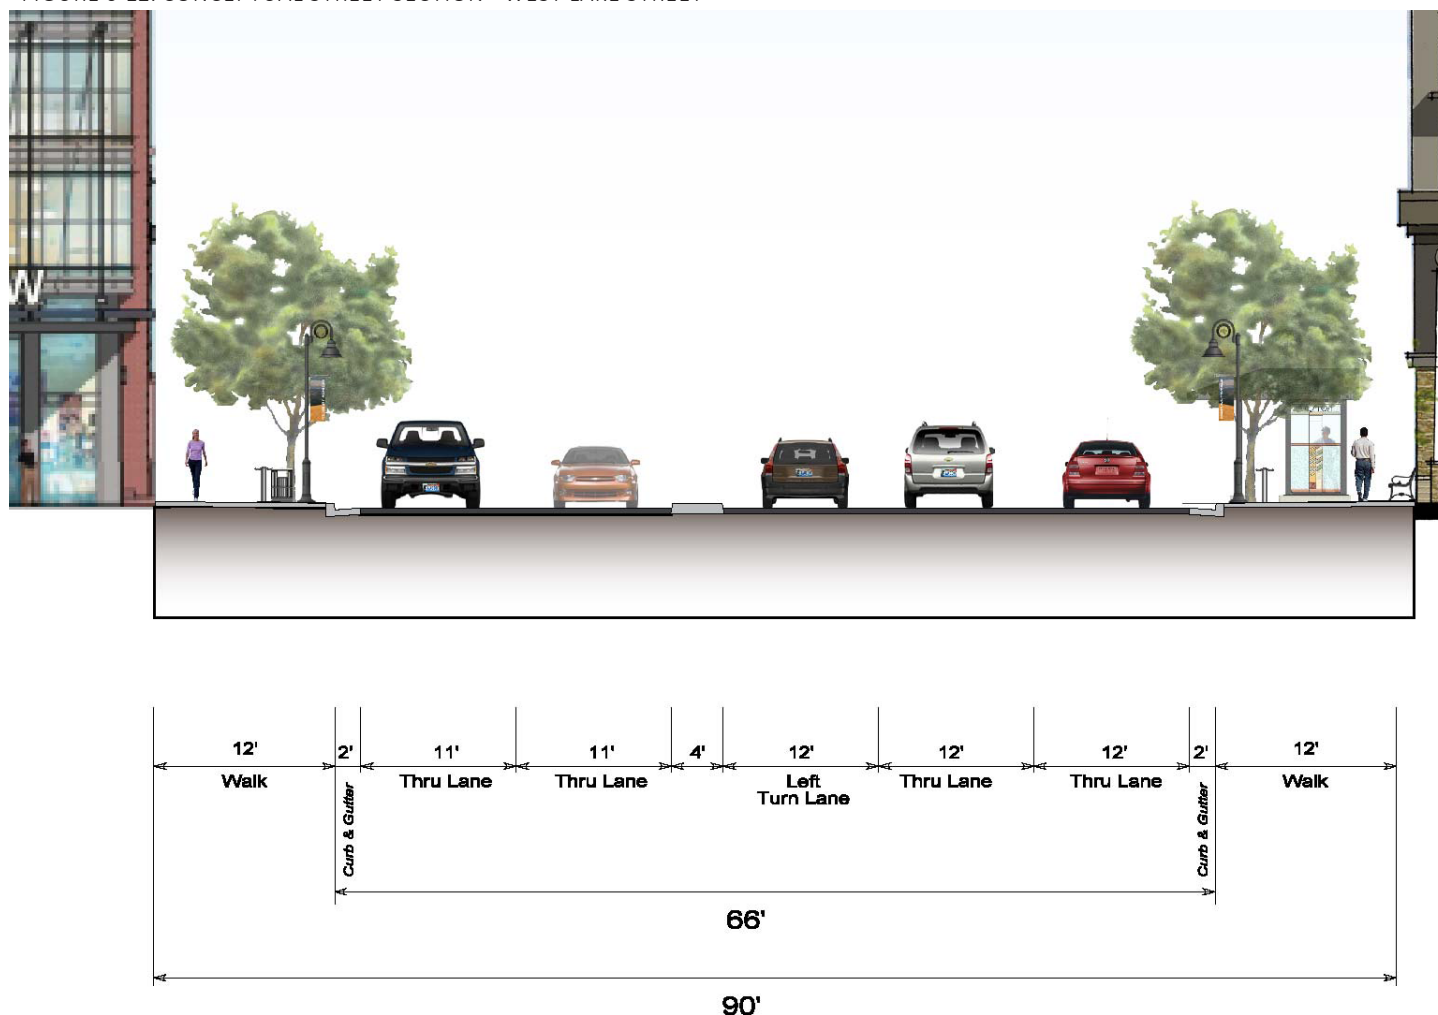 W
12' 2' 11' 11' 4' 12' 12' 12' 2' 12'
Walk Thru Lane Thru Lane Left Thru Lane Thru Lane Walk
Turn Lane
Curb & Gutter
Curb & Gutter
66'
90'